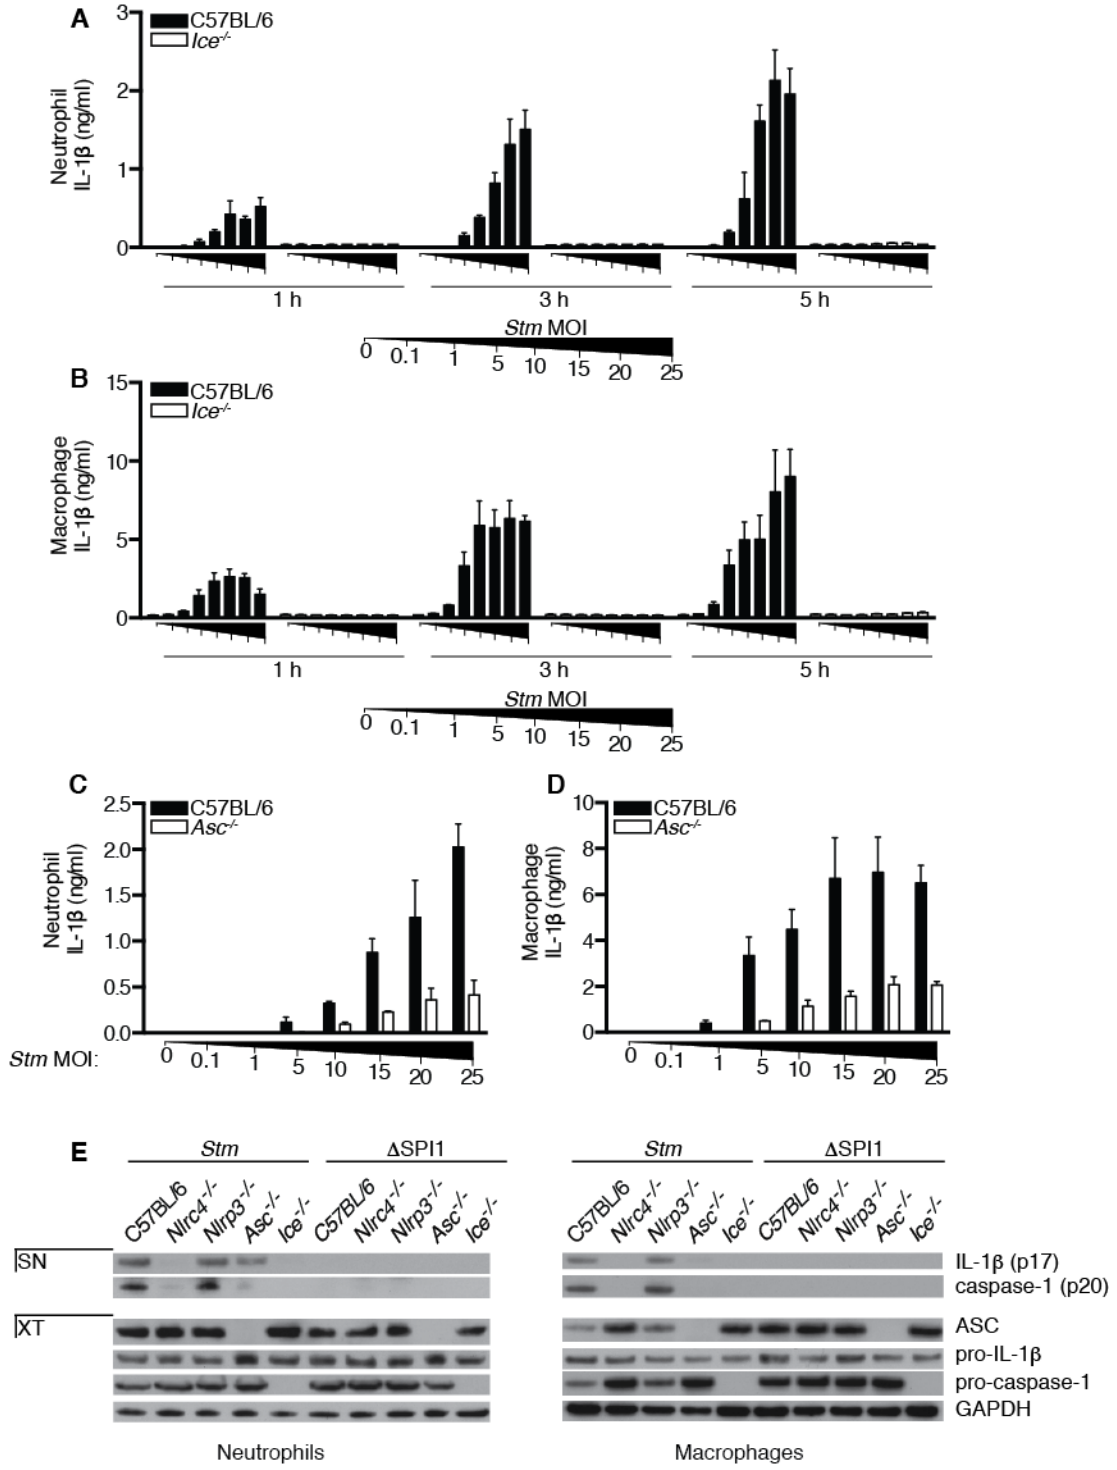 A
3
2
1
0
Neutrophil
IL-1β (ng/ml)
C57BL/6
Ice-/-
1 h
3 h
5 h
Stm MOI
0 0.1 1 5 10 15 20 25
B
15
10
5
0
Macrophage
IL-1β (ng/ml)
C57BL/6
Ice-/-
1 h
3 h
5 h
Stm MOI
0 0.1 1 5 10 15 20 25
C
2.5
2.0
1.5
1.0
0.5
0.0
Neutrophil
IL-1β (ng/ml)
C57BL/6
Asc-/-
Stm MOI:
0 0.1 1 5 10 15 20 25
D
10
8
6
4
2
0
Macrophage
IL-1β (ng/ml)
C57BL/6
Asc-/-
0 0.1 1 5 10 15 20 25
E
Stm ΔSPI1
C57BL/6 Nlrc4-/- Nlrp3-/- Asc-/- Ice-/- C57BL/6 Nlrc4-/- Nlrp3-/- Asc-/- Ice-/-
Stm ΔSPI1
C57BL/6 Nlrc4-/- Nlrp3-/- Asc-/- Ice-/- C57BL/6 Nlrc4-/- Nlrp3-/- Asc-/- Ice-/-
SN
IL-1β (p17)
caspase-1 (p20)
XT
ASC
pro-IL-1β
pro-caspase-1
GAPDH
Neutrophils
Macrophages